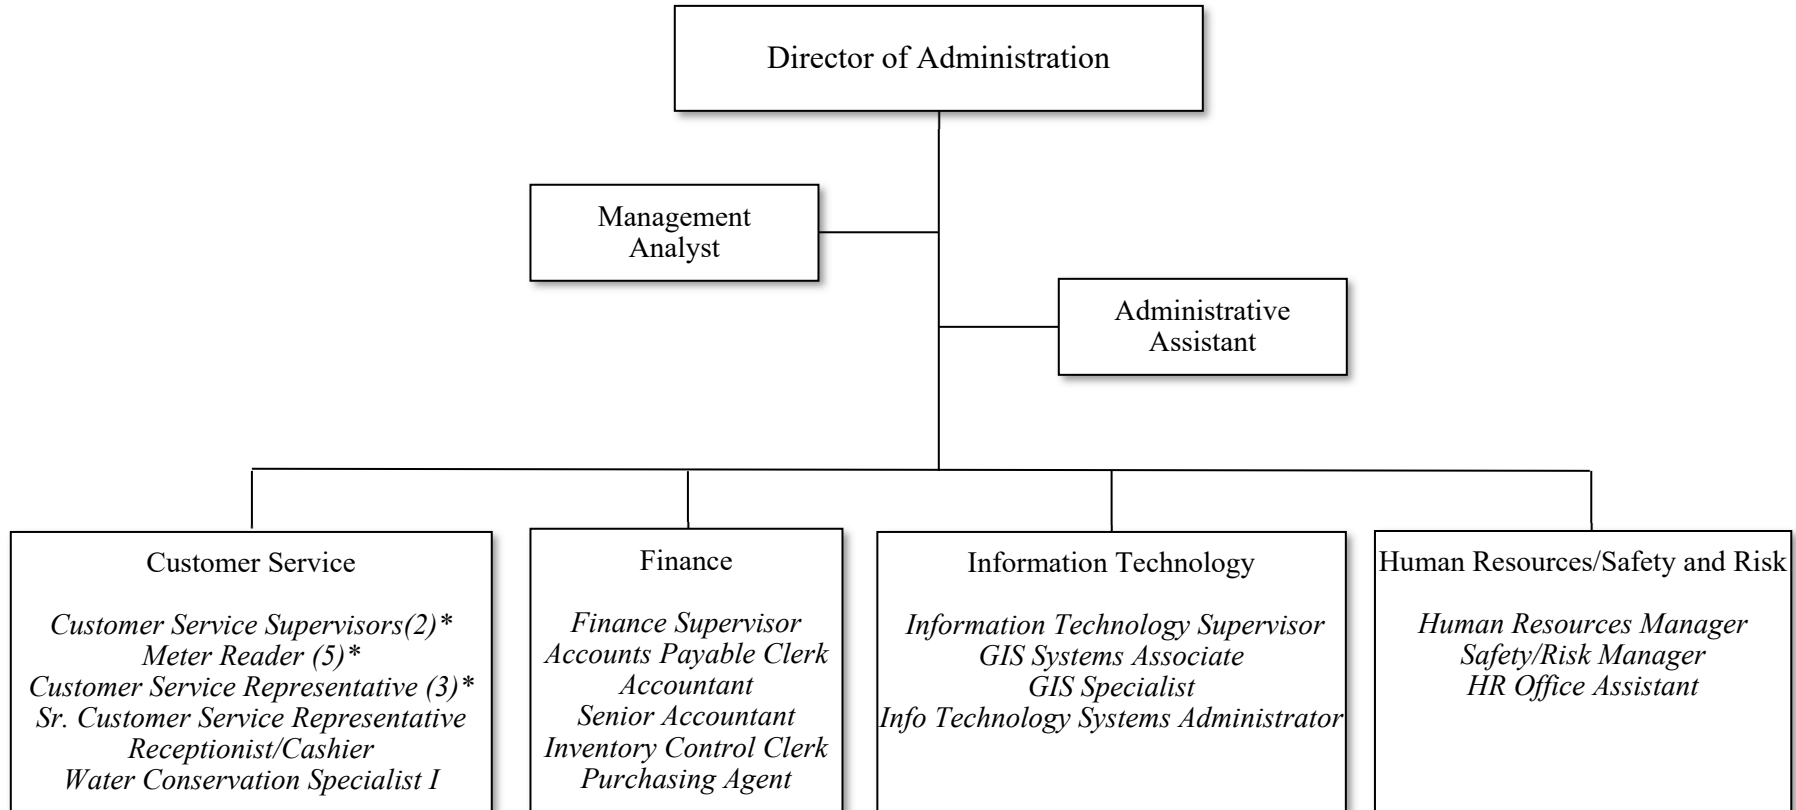 Director of Administration
Management
Analyst
Administrative
Assistant
Customer Service
Customer Service Supervisors(2)*
Meter Reader (5)*
Customer Service Representative (3)*
Sr. Customer Service Representative
Receptionist/Cashier
Water Conservation Specialist I
Finance
Finance Supervisor
Accounts Payable Clerk
Accountant
Senior Accountant
Inventory Control Clerk
Purchasing Agent
Information Technology
Information Technology Supervisor
GIS Systems Associate
GIS Specialist
Info Technology Systems Administrator
Human Resources/Safety and Risk
Human Resources Manager
Safety/Risk Manager
HR Office Assistant